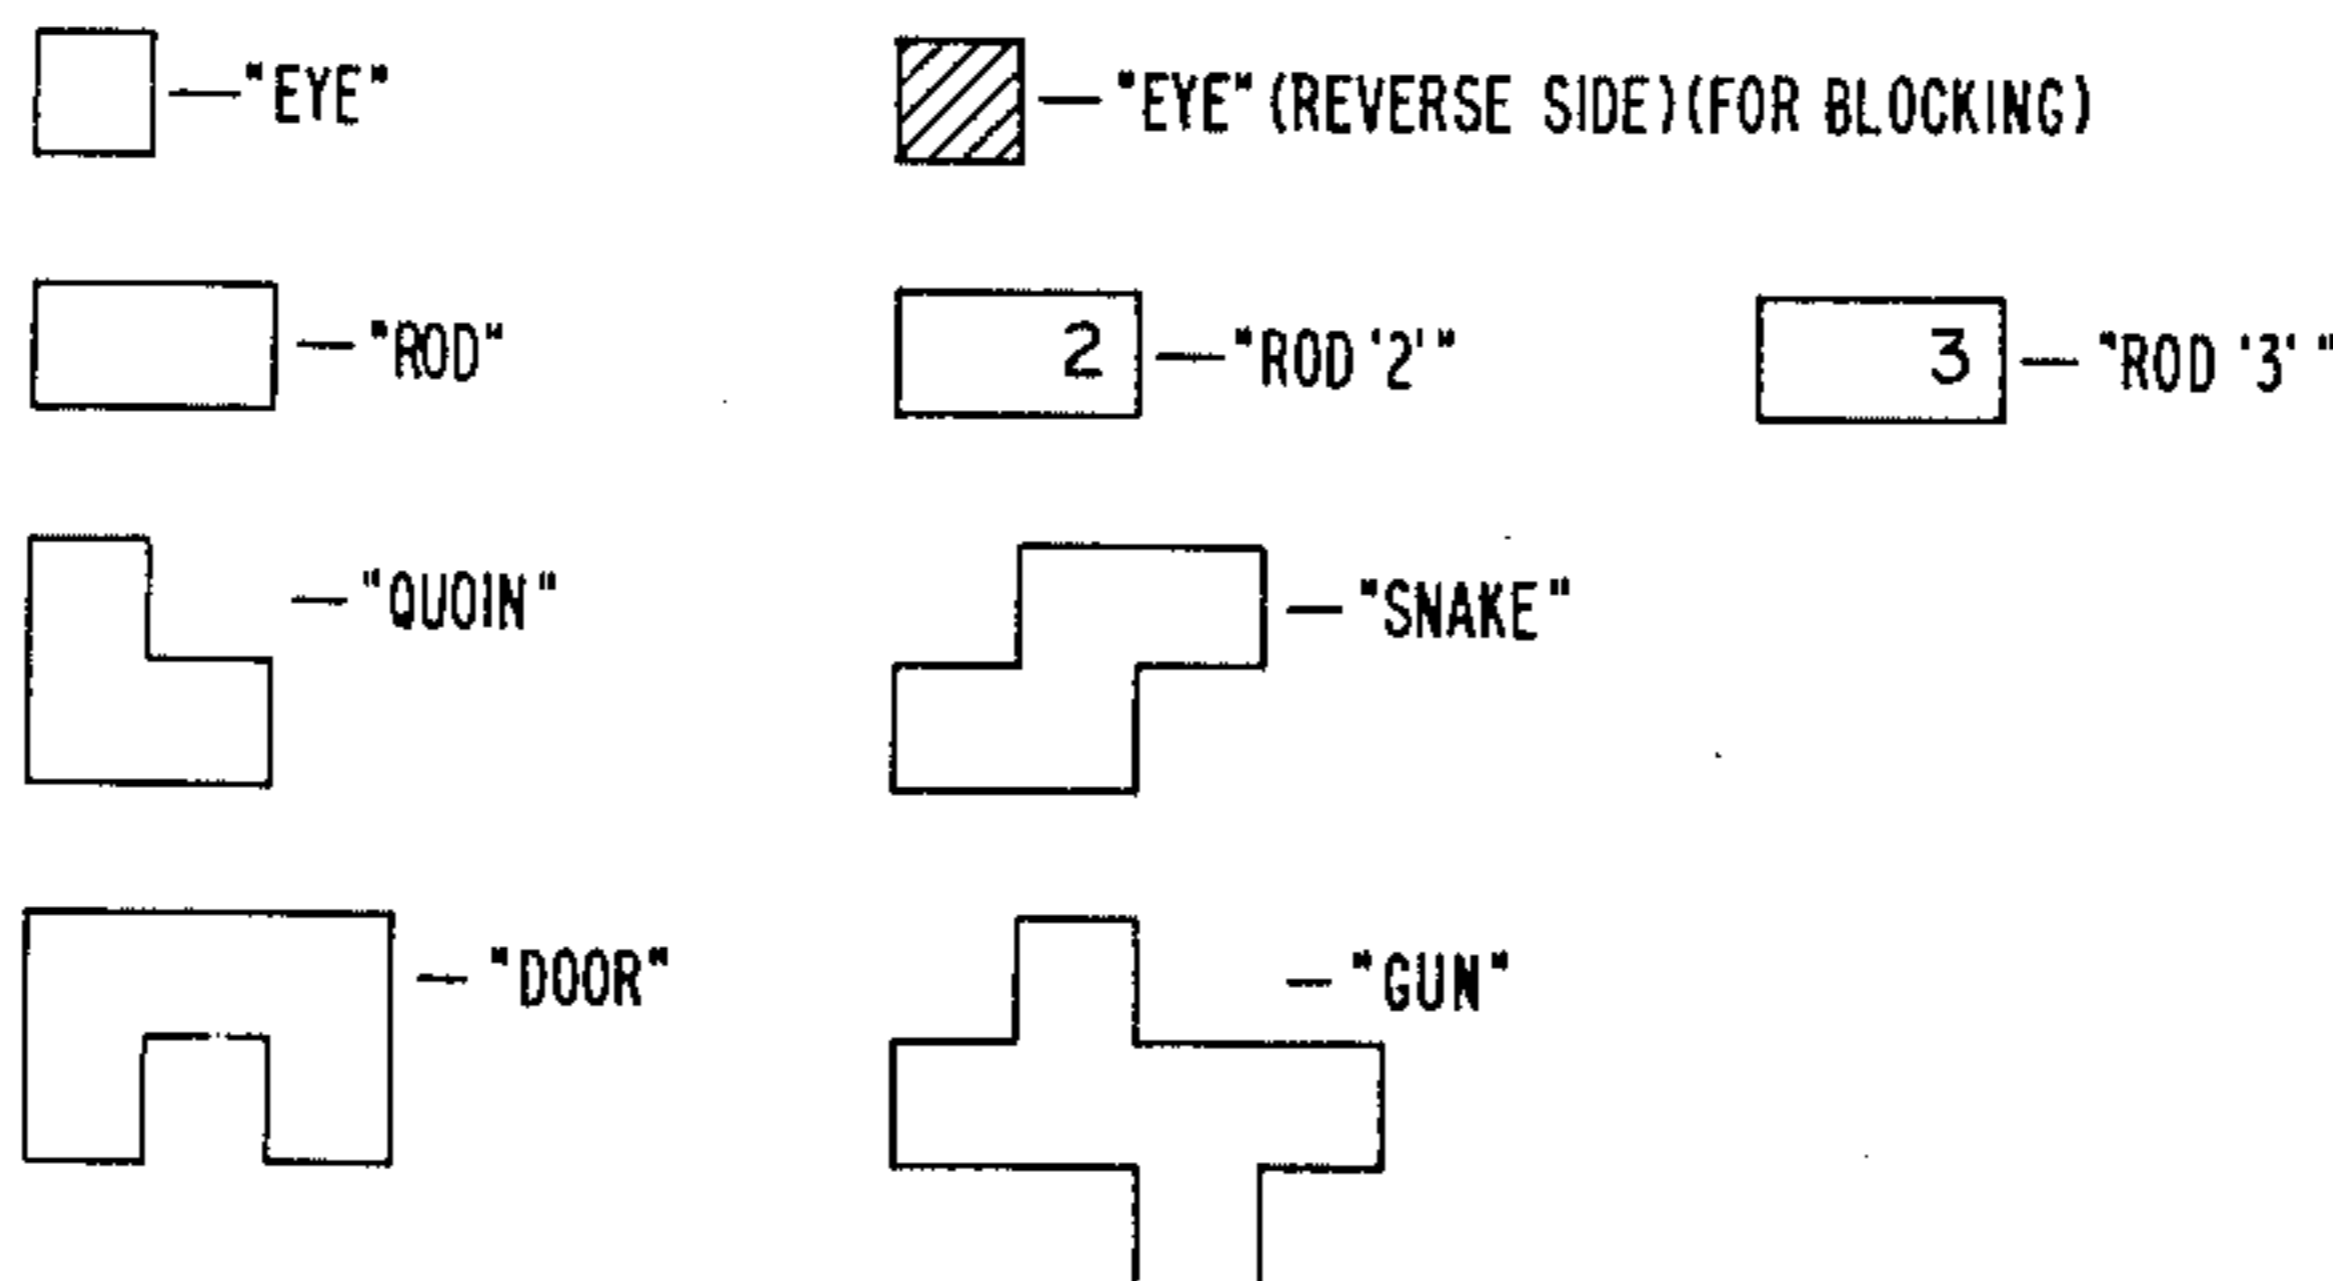 "EYE"
"EYE" (REVERSE SIDE) (FOR BLOCKING)
"ROD"
2
"ROD '2'"
3
"ROD '3'"
"QUOIN"
"SNAKE"
"DOOR"
"GUN"